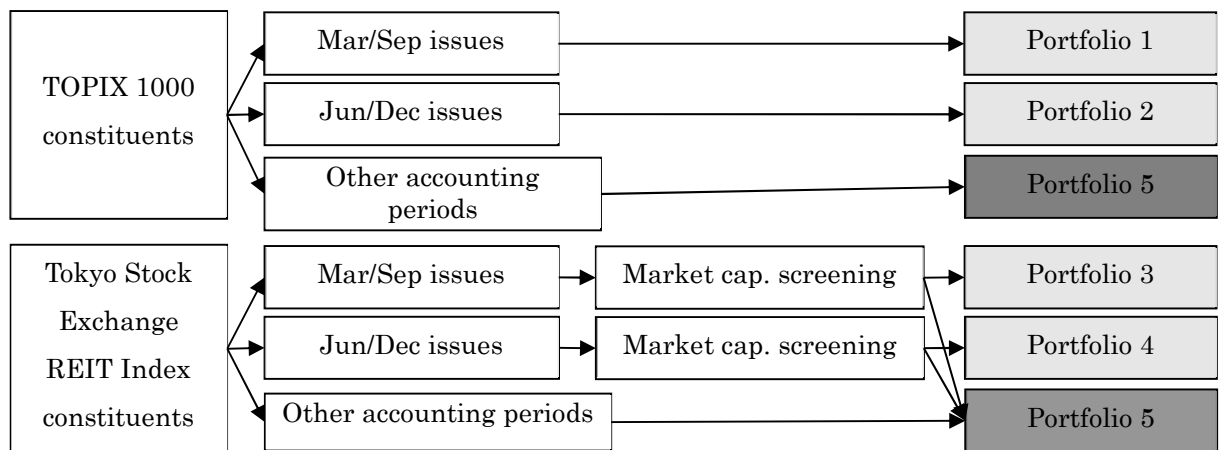 TOPIX 1000
constituents
Mar/Sep issues
Portfolio 1
Jun/Dec issues
Portfolio 2
Other accounting
periods
Portfolio 5
Tokyo Stock
Exchange
REIT Index
constituents
Mar/Sep issues
Market cap. screening
Portfolio 3
Jun/Dec issues
Market cap. screening
Portfolio 4
Other accounting periods
Portfolio 5